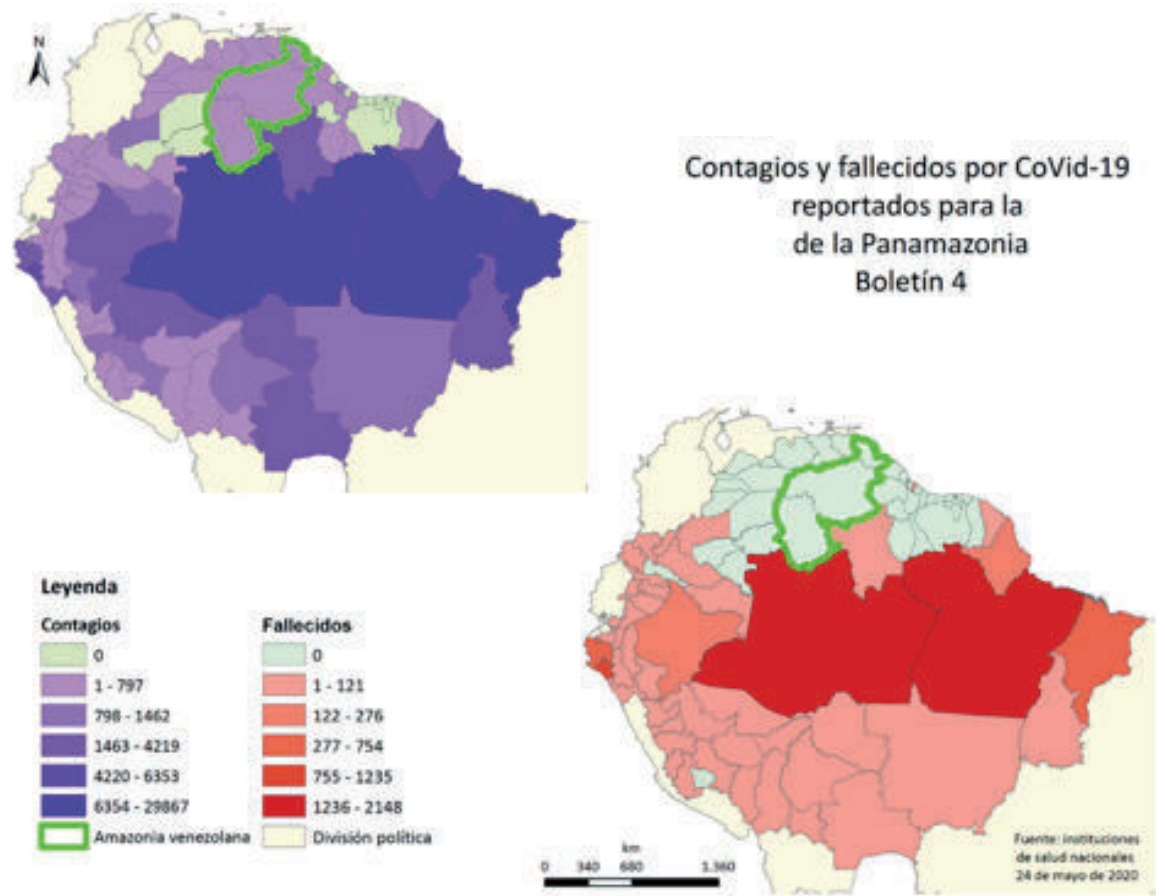 N
Contagios y fallecidos por CoVid-19
reportados para la
de la Panamazonia
Boletín 4
Leyenda
Contagios
0
1 - 797
798 - 1462
1463 - 4219
4220 - 6353
6354 - 29867
Amazonia venezolana
Fallecidos
0
1 - 121
122 - 276
277 - 754
755 - 1235
1236 - 2148
División política
km
0 340 680 1.360
Fuente: instituciones
de salud nacionales
24 de mayo de 2020